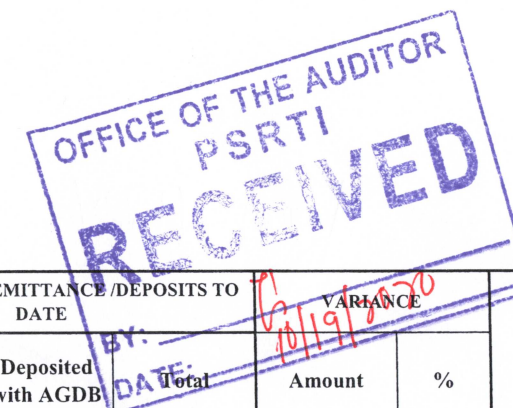 OFFICE OF THE AUDITOR
PSRTI
RECEIVED
BY:
DATE:
10/19/2020
EMITTANCE /DEPOSITS TO
DATE
VARIANCE
Deposited
with AGDB
Total
Amount
%